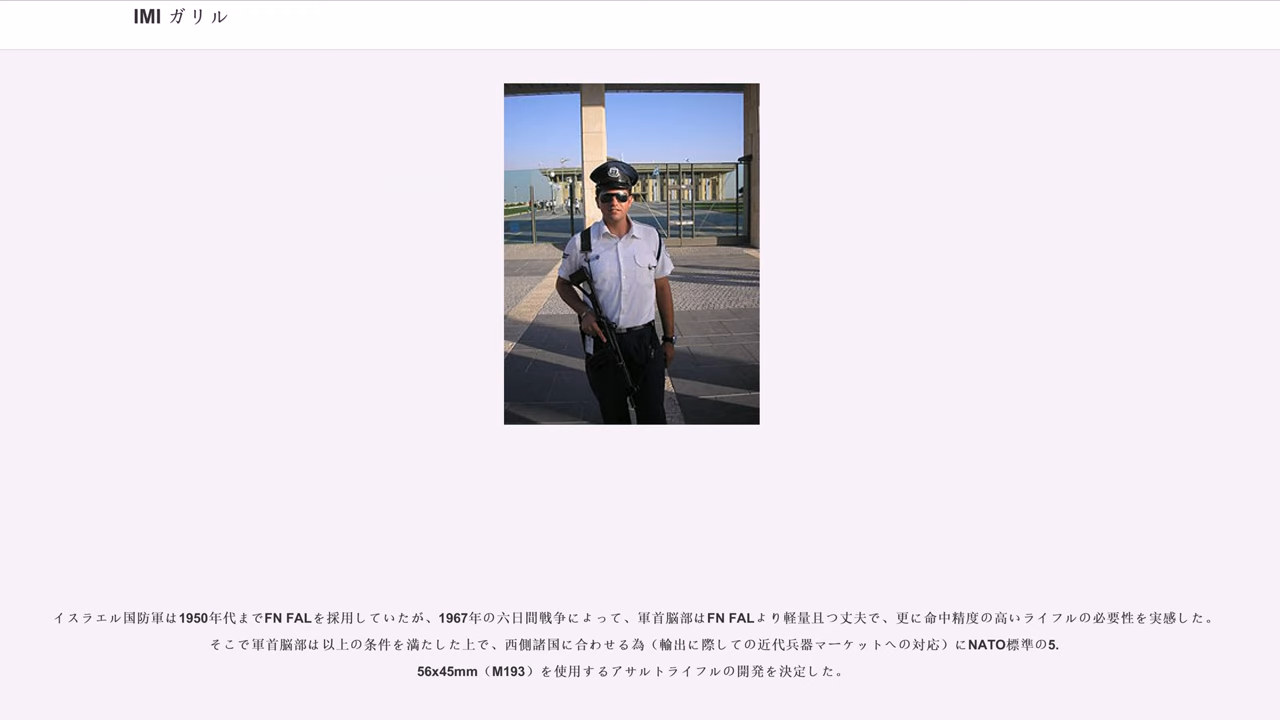 IMI ガリル
イスラエル国防軍は1950年代までFN FALを採用していたが、1967年の六日間戦争によって、軍首脳部はFN FALより軽量且つ丈夫で、更に命中精度の高いライフルの必要性を実感した。
そこで軍首脳部は以上の条件を満たした上で、西側諸国に合わせる為（輸出に際しての近代兵器マーケットへの対応）にNATO標準の5.
56x45mm（M193）を使用するアサルトライフルの開発を決定した。